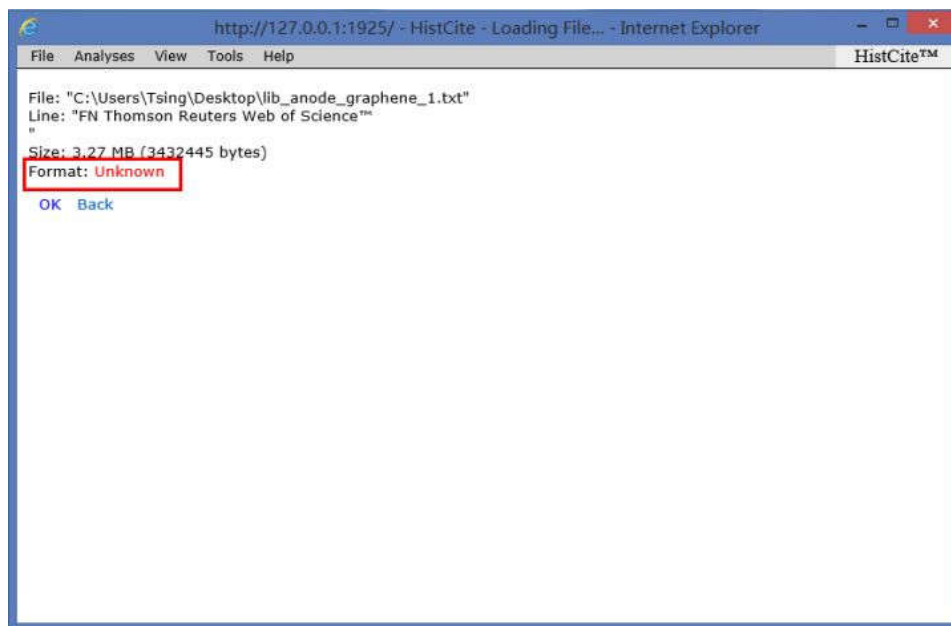 http://127.0.0.1:1925/ - HistCite - Loading File... - Internet Explorer
File Analyses View Tools Help HistCite™
File: "C:\Users\Tsing\Desktop\lib_anode_graphene_1.txt"
Line: "FN Thomson Reuters Web of Science™
"
Size: 3.27 MB (3432445 bytes)
Format: Unknown
OK Back